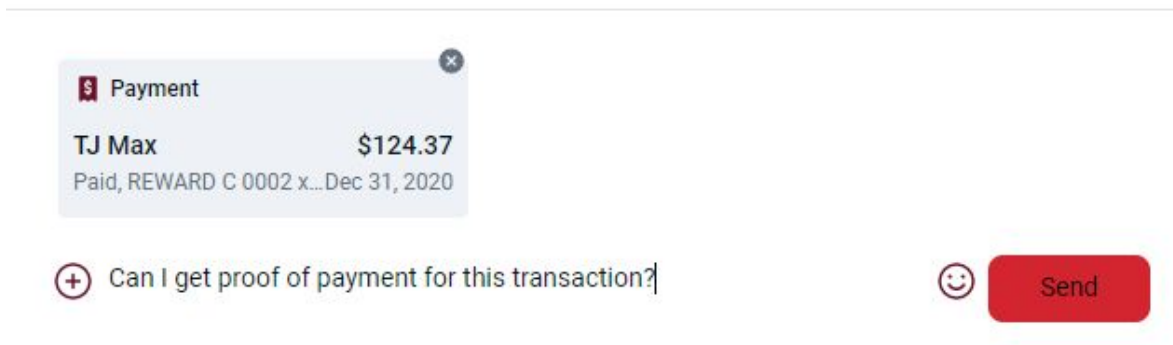 Payment
TJ Max $124.37
Paid, REWARD C 0002 x...Dec 31, 2020
Can I get proof of payment for this transaction?
Send